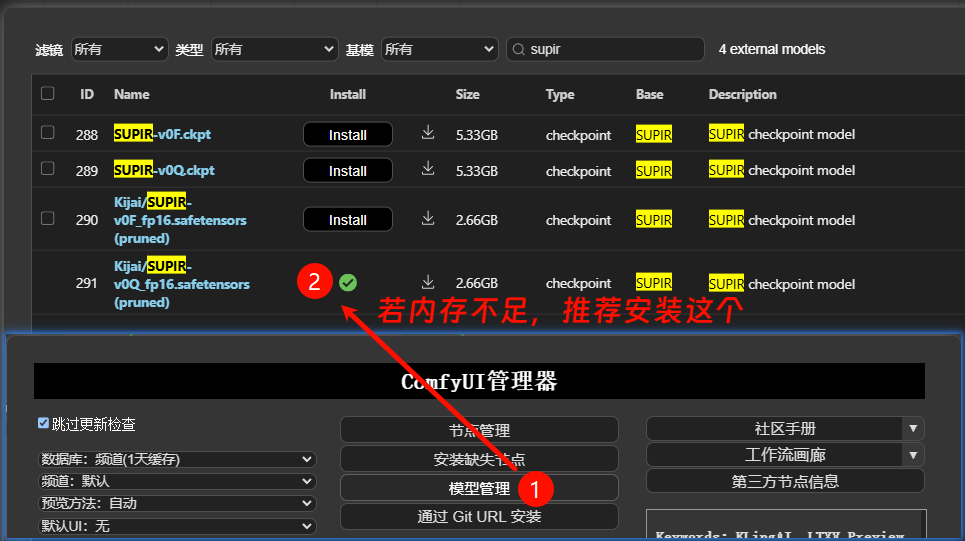 滤镜 所有 类型 所有 基模 所有 supir 4 external models
ID Name Install Size Type Base Description
288 SUPIR-v0F.ckpt Install 5.33GB checkpoint SUPIR SUPIR checkpoint model
289 SUPIR-v0Q.ckpt Install 5.33GB checkpoint SUPIR SUPIR checkpoint model
Kijai/SUPIR-
290 v0F_fp16.safetensors Install 2.66GB checkpoint SUPIR SUPIR checkpoint model
(pruned)
Kijai/SUPIR-
291 v0Q_fp16.safetensors 2 2.66GB checkpoint SUPIR SUPIR checkpoint model
(pruned)
若内存不足，推荐安装这个
ComfyUI管理器
跳过更新检查 节点管理 社区手册
数据库：频道(1天缓存) 安装缺失节点 工作流画廊
频道：默认 模型管理 1 第三方节点信息
预览方法：自动 通过 Git URL 安装
默认UI：无
Keywords: KLingAI, LTXV, Preview